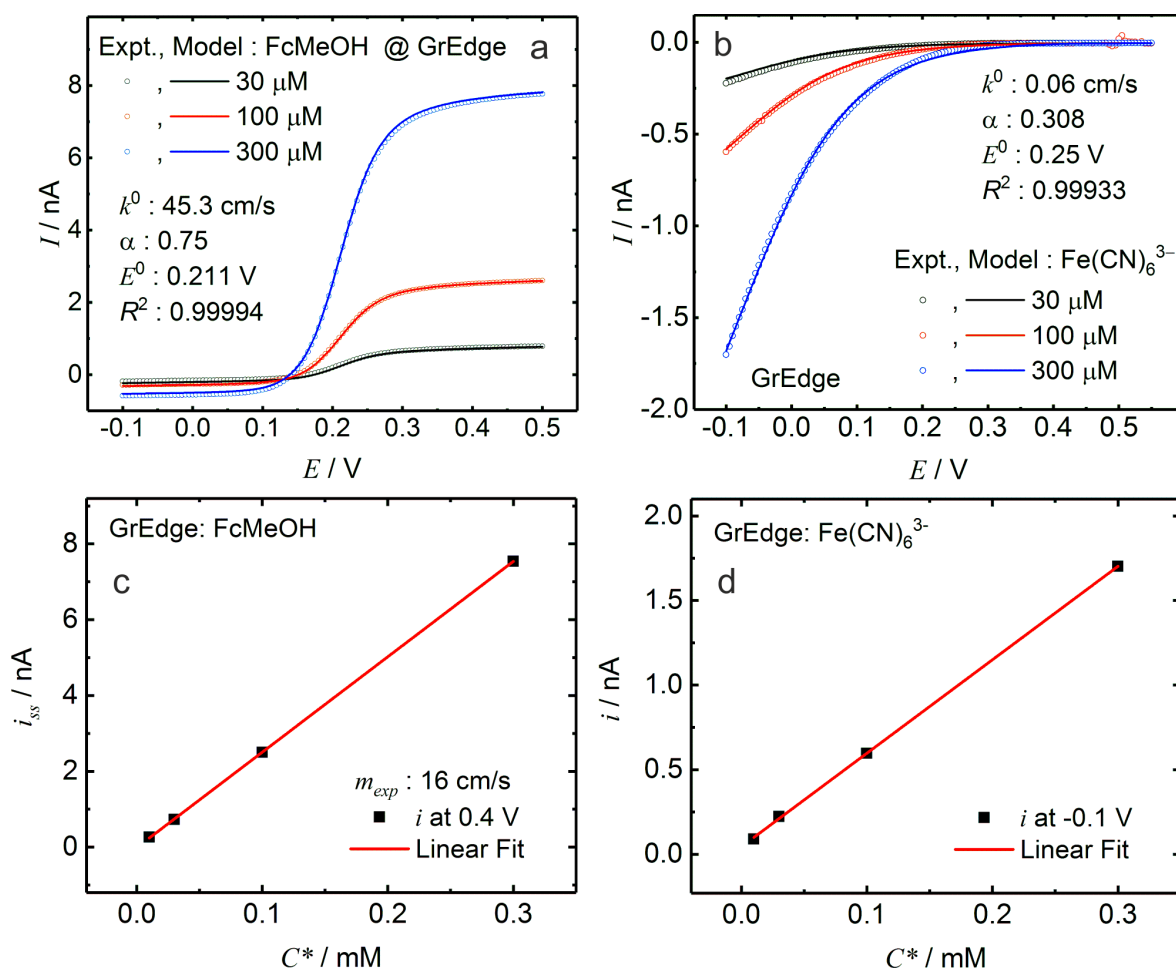 a
Expt., Model : FcMeOH @ GrEdge
, 30 μM
, 100 μM
, 300 μM
k⁰ : 45.3 cm/s
α : 0.75
E⁰ : 0.211 V
R² : 0.99994
I / nA
8
6
4
2
0
-0.1 0.0 0.1 0.2 0.3 0.4 0.5
E / V
b
k⁰ : 0.06 cm/s
α : 0.308
E⁰ : 0.25 V
R² : 0.99933
Expt., Model : Fe(CN)₆³⁻
, 30 μM
, 100 μM
, 300 μM
GrEdge
I / nA
0.0
-0.5
-1.0
-1.5
-2.0
-0.1 0.0 0.1 0.2 0.3 0.4 0.5
E / V
GrEdge: FcMeOH
c
m_exp : 16 cm/s
i at 0.4 V
Linear Fit
i_ss / nA
8
6
4
2
0
0.0 0.1 0.2 0.3
C* / mM
GrEdge: Fe(CN)₆³⁻
d
i at -0.1 V
Linear Fit
i / nA
2.0
1.5
1.0
0.5
0.0
0.0 0.1 0.2 0.3
C* / mM